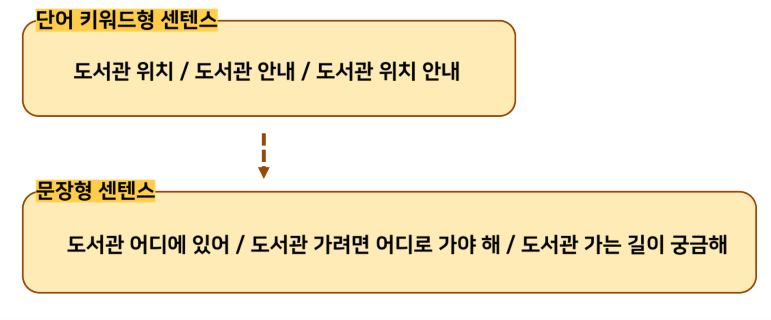 단어 키워드형 센텐스
도서관 위치 / 도서관 안내 / 도서관 위치 안내
문장형 센텐스
도서관 어디에 있어 / 도서관 가려면 어디로 가야 해 / 도서관 가는 길이 궁금해